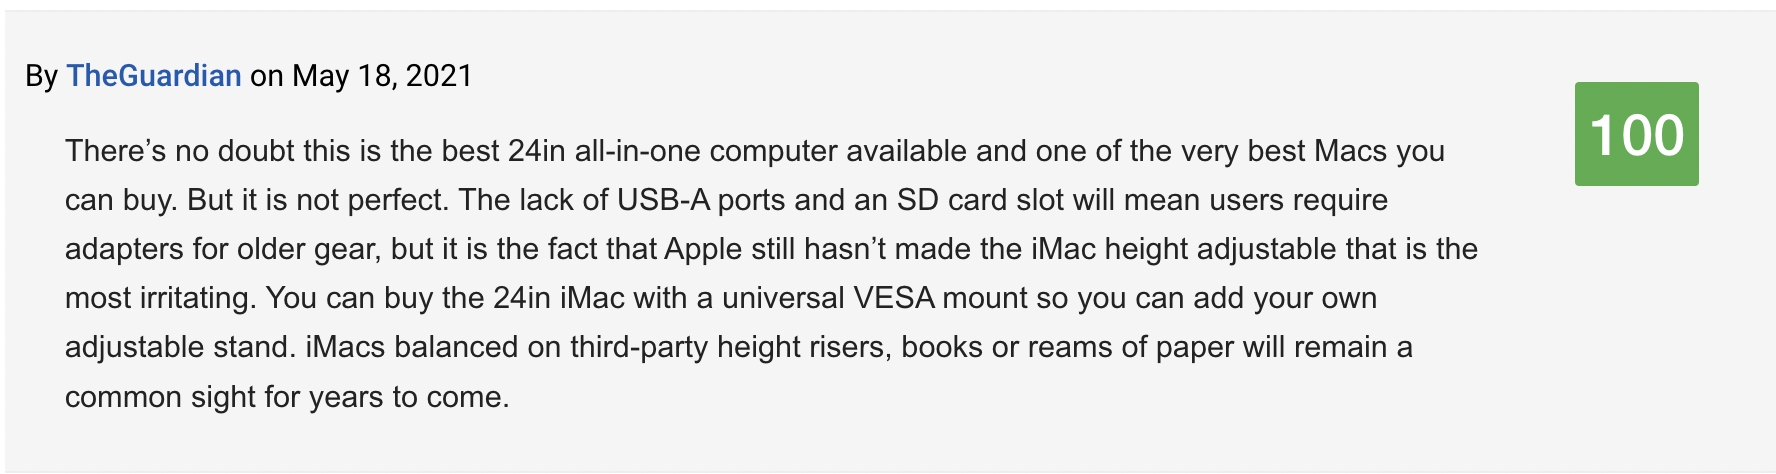 By TheGuardian on May 18, 2021
100
There’s no doubt this is the best 24in all-in-one computer available and one of the very best Macs you
can buy. But it is not perfect. The lack of USB-A ports and an SD card slot will mean users require
adapters for older gear, but it is the fact that Apple still hasn’t made the iMac height adjustable that is the
most irritating. You can buy the 24in iMac with a universal VESA mount so you can add your own
adjustable stand. iMacs balanced on third-party height risers, books or reams of paper will remain a
common sight for years to come.